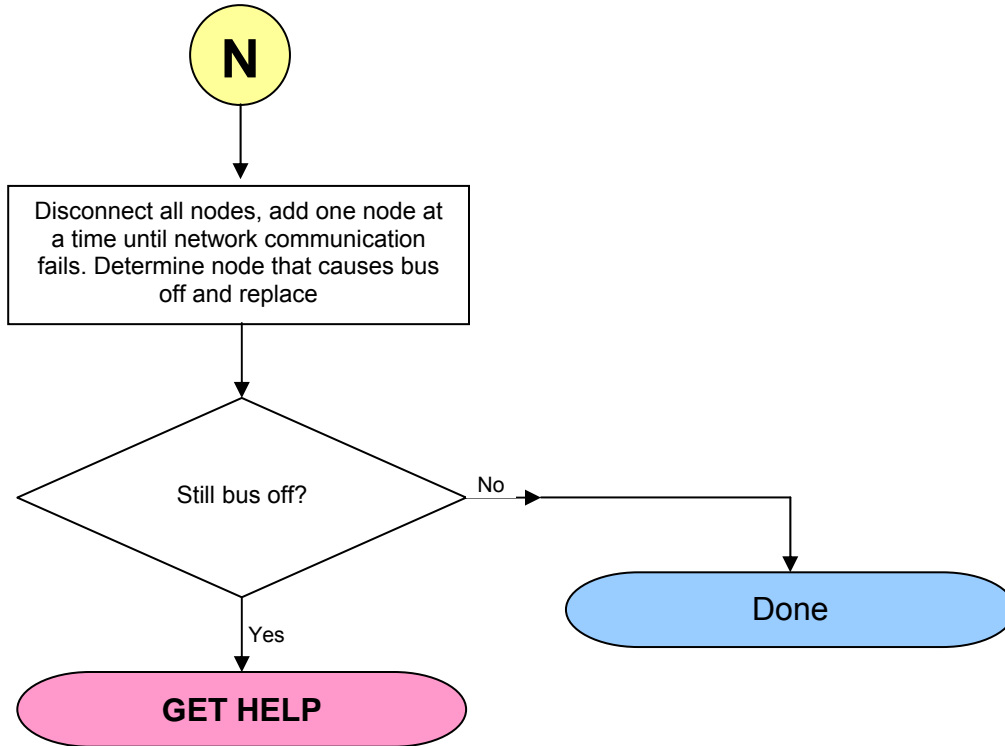 N
Disconnect all nodes, add one node at
a time until network communication
fails. Determine node that causes bus
off and replace
Still bus off?
No
Done
Yes
GET HELP